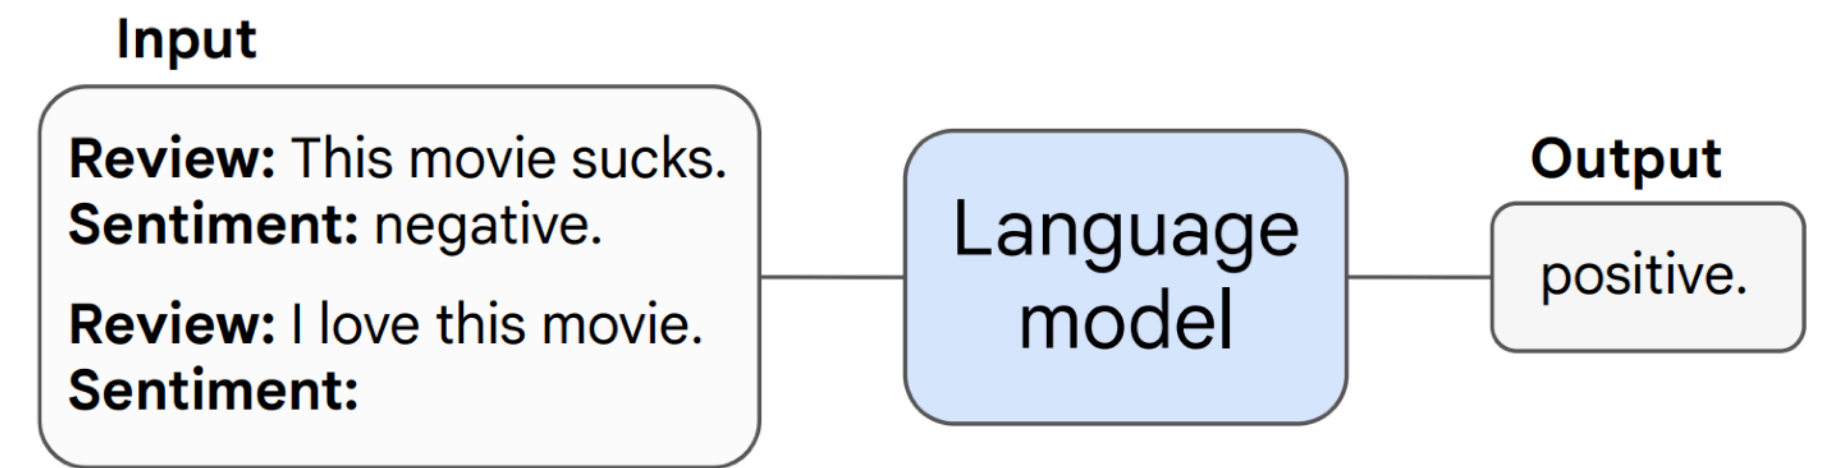 Input
Review: This movie sucks.
Sentiment: negative.
Review: I love this movie.
Sentiment:
Language
model
Output
positive.